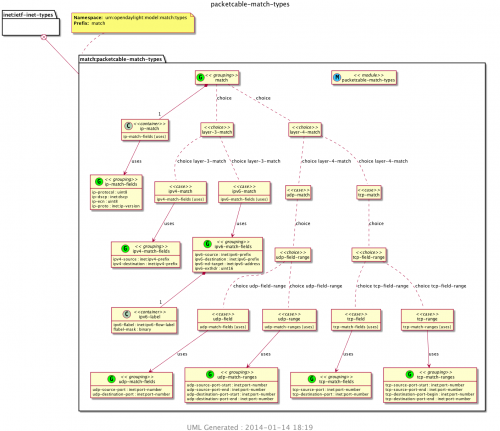 packetcable-match-types
inet:ietf-inet-types
Namespace: urn:opendaylight:model:match:types
Prefix: match
match:packetcable-match-types
G << grouping>>
match
M << module>>
packetcable-match-types
choice
choice
1
C <<container>>
ip-match
ip-match-fields {uses}
<<choice>>
layer-3-match
<<choice>>
layer-4-match
uses
choice layer-3-match
choice layer-3-match
choice layer-4-match
choice layer-4-match
G << grouping>>
ip-match-fields
<<case>>
ipv4-match
ipv4-match-fields {uses}
<<case>>
ipv6-match
ipv6-match-fields {uses}
<<case>>
udp-match
<<case>>
tcp-match
uses
uses
choice
choice
G << grouping>>
ipv4-match-fields
ipv4-source : inet:ipv4-prefix
ipv4-destination : inet:ipv4-prefix
G << grouping>>
ipv6-match-fields
ipv6-source : inet:ipv6-prefix
ipv6-destination : inet:ipv6-prefix
ipv6-nd-target : inet:ipv6-address
ipv6-exthdr : uint16
<<choice>>
udp-field-range
<<choice>>
tcp-field-range
1
choice udp-field-range
choice udp-field-range
choice tcp-field-range
choice tcp-field-range
C <<container>>
ipv6-label
ipv6-flabel : inet:ipv6-flow-label
flabel-mask : binary
<<case>>
udp-field
udp-match-fields {uses}
<<case>>
udp-range
udp-match-ranges {uses}
<<case>>
tcp-field
tcp-match-fields {uses}
<<case>>
tcp-range
tcp-match-ranges {uses}
uses
uses
uses
uses
G << grouping>>
udp-match-fields
udp-source-port : inet:port-number
udp-destination-port : inet:port-number
G << grouping>>
udp-match-ranges
udp-source-port-start : inet:port-number
udp-source-port-end : inet:port-number
udp-destination-port-start : inet:port-number
udp-destination-port-end : inet:port-number
G << grouping>>
tcp-match-fields
tcp-source-port : inet:port-number
tcp-destination-port : inet:port-number
G << grouping>>
tcp-match-ranges
tcp-source-port-start : inet:port-number
tcp-source-port-end : inet:port-number
tcp-destination-port-begin : inet:port-number
tcp-destination-port-end : inet:port-number
UML Generated : 2014-01-14 18:19